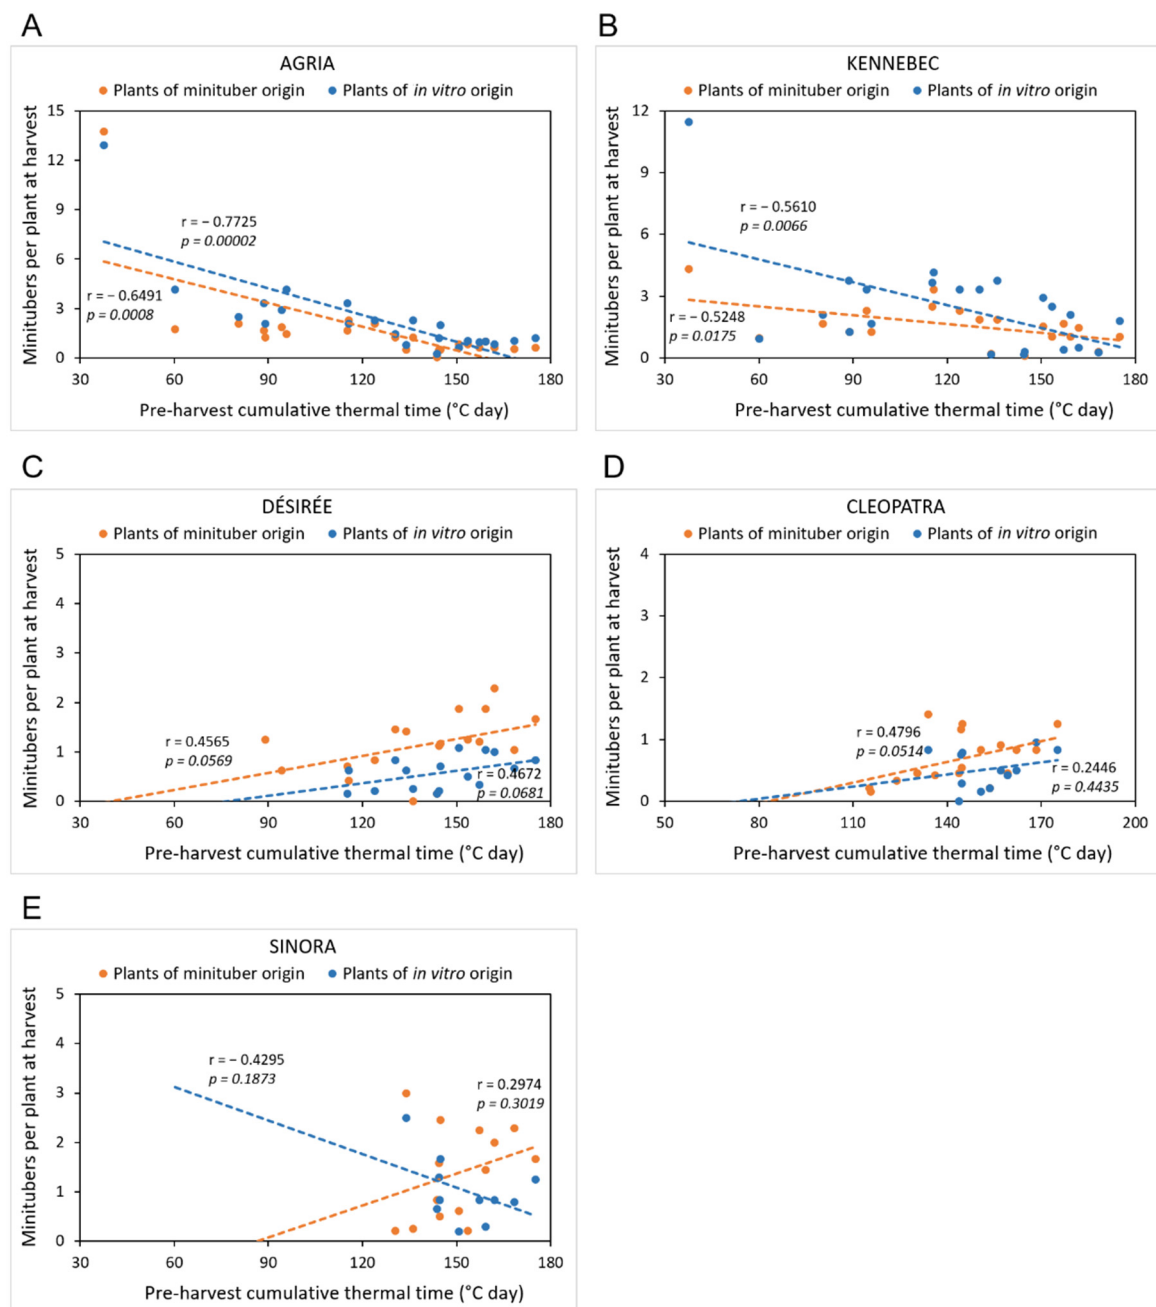 A
AGRIA
Plants of minituber origin
Plants of in vitro origin
Minitubers per plant at harvest
15
12
9
6
3
0
r = – 0.7725
p = 0.00002
r = – 0.6491
p = 0.0008
30
60
90
120
150
180
Pre-harvest cumulative thermal time (°C day)
B
KENNEBEC
Plants of minituber origin
Plants of in vitro origin
Minitubers per plant at harvest
12
9
6
3
0
r = – 0.5610
p = 0.0066
r = – 0.5248
p = 0.0175
30
60
90
120
150
180
Pre-harvest cumulative thermal time (°C day)
C
DÉSIRÉE
Plants of minituber origin
Plants of in vitro origin
Minitubers per plant at harvest
5
4
3
2
1
0
r = 0.4565
p = 0.0569
r = 0.4672
p = 0.0681
30
60
90
120
150
180
Pre-harvest cumulative thermal time (°C day)
D
CLEOPATRA
Plants of minituber origin
Plants of in vitro origin
Minitubers per plant at harvest
4
3
2
1
0
r = 0.4796
p = 0.0514
r = 0.2446
p = 0.4435
50
80
110
140
170
200
Pre-harvest cumulative thermal time (°C day)
E
SINORA
Plants of minituber origin
Plants of in vitro origin
Minitubers per plant at harvest
5
4
3
2
1
0
r = – 0.4295
p = 0.1873
r = 0.2974
p = 0.3019
30
60
90
120
150
180
Pre-harvest cumulative thermal time (°C day)